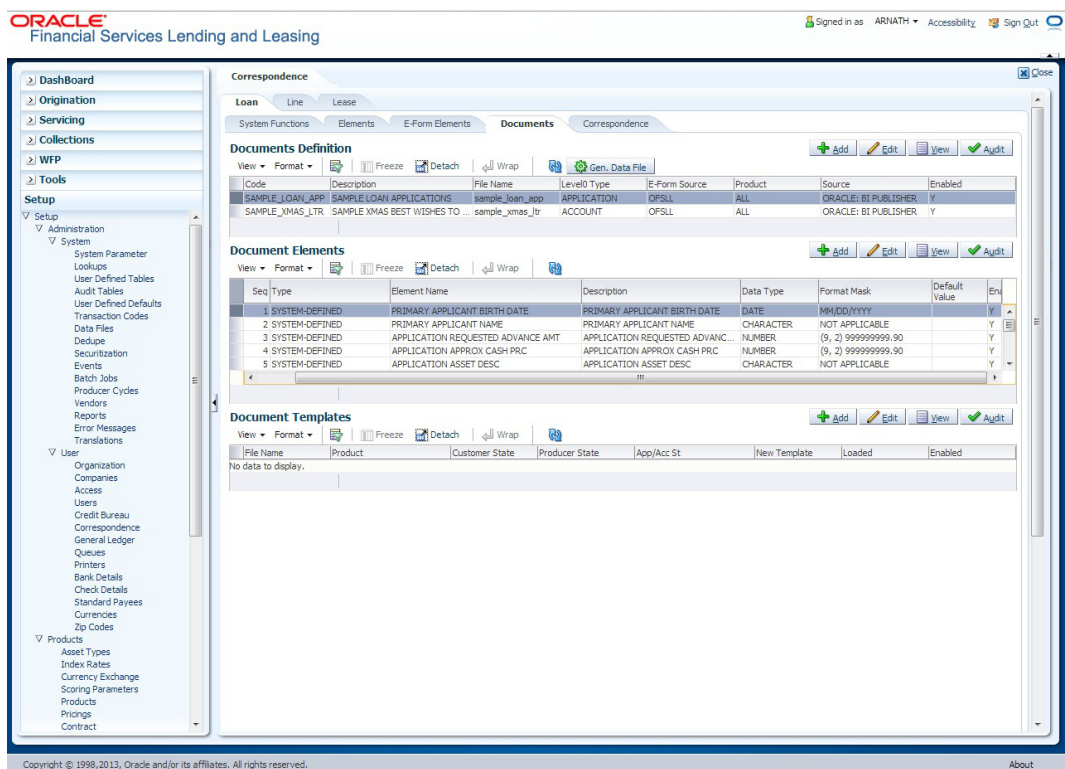 ORACLE
Financial Services Lending and Leasing
Signed in as ARNATH Accessibility Sign Out
Close
DashBoard
Origination
Servicing
Collections
WFP
Tools
Setup
Setup
Administration
System
System Parameter
Lookups
User Defined Tables
Audit Tables
User Defined Defaults
Transaction Codes
Data Files
Dedupe
Securitization
Events
Batch Jobs
Producer Cycles
Vendors
Reports
Error Messages
Translations
User
Organization
Companies
Access
Users
Credit Bureau
Correspondence
General Ledger
Queues
Printers
Bank Details
Check Details
Standard Payees
Currencies
Zip Codes
Products
Asset Types
Index Rates
Currency Exchange
Scoring Parameters
Products
Pricings
Contract
Correspondence
Loan Line Lease
System Functions Elements E-Form Elements Documents Correspondence
Documents Definition Add Edit View Audit
View Format Freeze Detach Wrap Gen. Data File
Code Description File Name Level0 Type E-Form Source Product Source Enabled
SAMPLE_LOAN_APP SAMPLE LOAN APPLICATIONS sample_loan_app APPLICATION OFSLL ALL ORACLE: BI PUBLISHER Y
SAMPLE_XMAS_LTR SAMPLE XMAS BEST WISHES TO ... sample_xmas_ltr ACCOUNT OFSLL ALL ORACLE: BI PUBLISHER Y
Document Elements Add Edit View Audit
View Format Freeze Detach Wrap
Seq Type Element Name Description Data Type Format Mask Default Value Ena
1 SYSTEM-DEFINED PRIMARY APPLICANT BIRTH DATE PRIMARY APPLICANT BIRTH DATE DATE MM/DD/YYYY Y
2 SYSTEM-DEFINED PRIMARY APPLICANT NAME PRIMARY APPLICANT NAME CHARACTER NOT APPLICABLE Y
3 SYSTEM-DEFINED APPLICATION REQUESTED ADVANCE AMT APPLICATION REQUESTED ADVANC... NUMBER (9, 2) 999999999.90 Y
4 SYSTEM-DEFINED APPLICATION APPROX CASH PRC APPLICATION APPROX CASH PRC NUMBER (9, 2) 999999999.90 Y
5 SYSTEM-DEFINED APPLICATION ASSET DESC APPLICATION ASSET DESC CHARACTER NOT APPLICABLE Y
Document Templates Add Edit View Audit
View Format Freeze Detach Wrap
File Name Product Customer State Producer State App/Acc St New Template Loaded Enabled
No data to display.
Copyright © 1998,2013, Oracle and/or its affiliates. All rights reserved. About